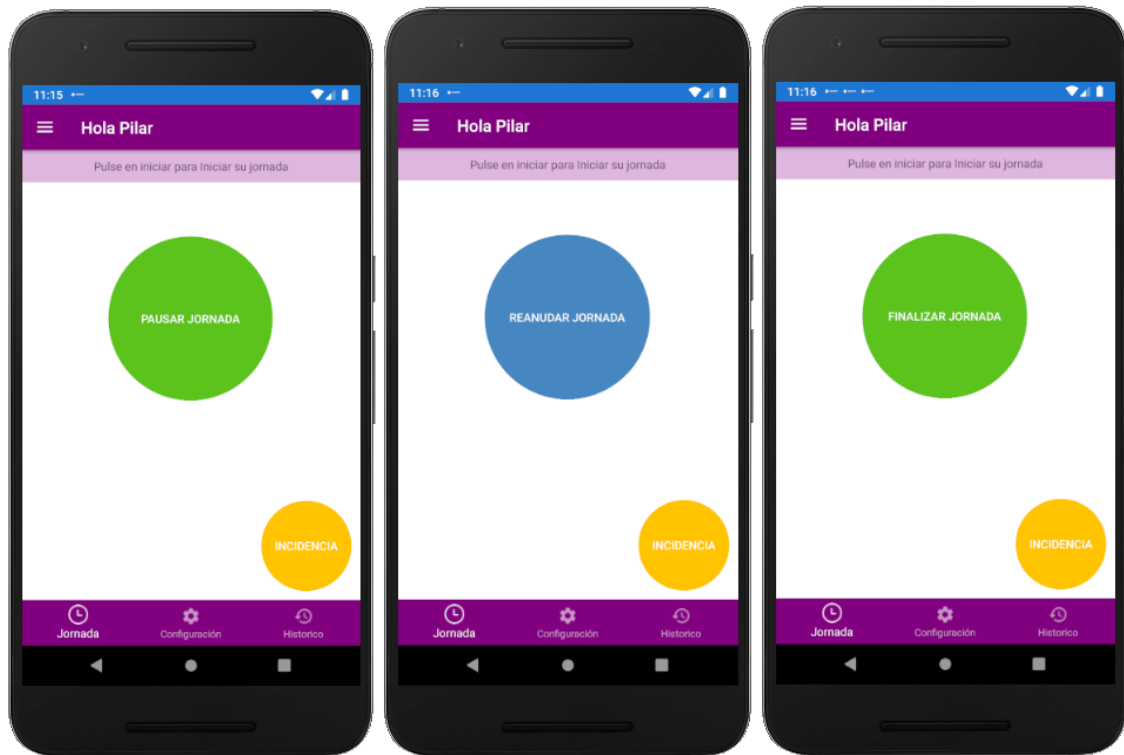 11:15
Hola Pilar
Pulse en iniciar para Iniciar su jornada
PAUSAR JORNADA
INCIDENCIA
Jornada
Configuración
Historico
11:16
Hola Pilar
Pulse en iniciar para Iniciar su jornada
REANUDAR JORNADA
INCIDENCIA
Jornada
Configuración
Historico
11:16
Hola Pilar
Pulse en iniciar para Iniciar su jornada
FINALIZAR JORNADA
INCIDENCIA
Jornada
Configuración
Historico